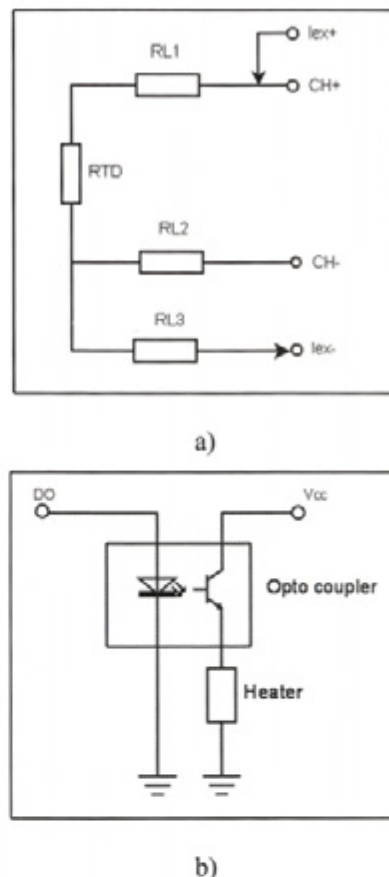 Iex+
RL1
CH+
RTD
RL2
CH-
RL3
Iex-
a)
DO
Vcc
Opto coupler
Heater
b)